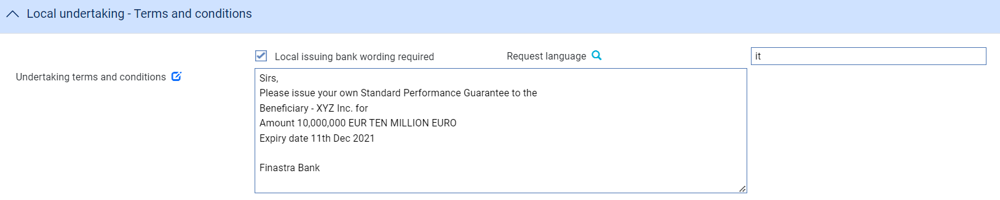 Local undertaking - Terms and conditions
Local issuing bank wording required
Request language
it
Undertaking terms and conditions
Sirs,
Please issue your own Standard Performance Guarantee to the
Beneficiary - XYZ Inc. for
Amount 10,000,000 EUR TEN MILLION EURO
Expiry date 11th Dec 2021
Finastra Bank